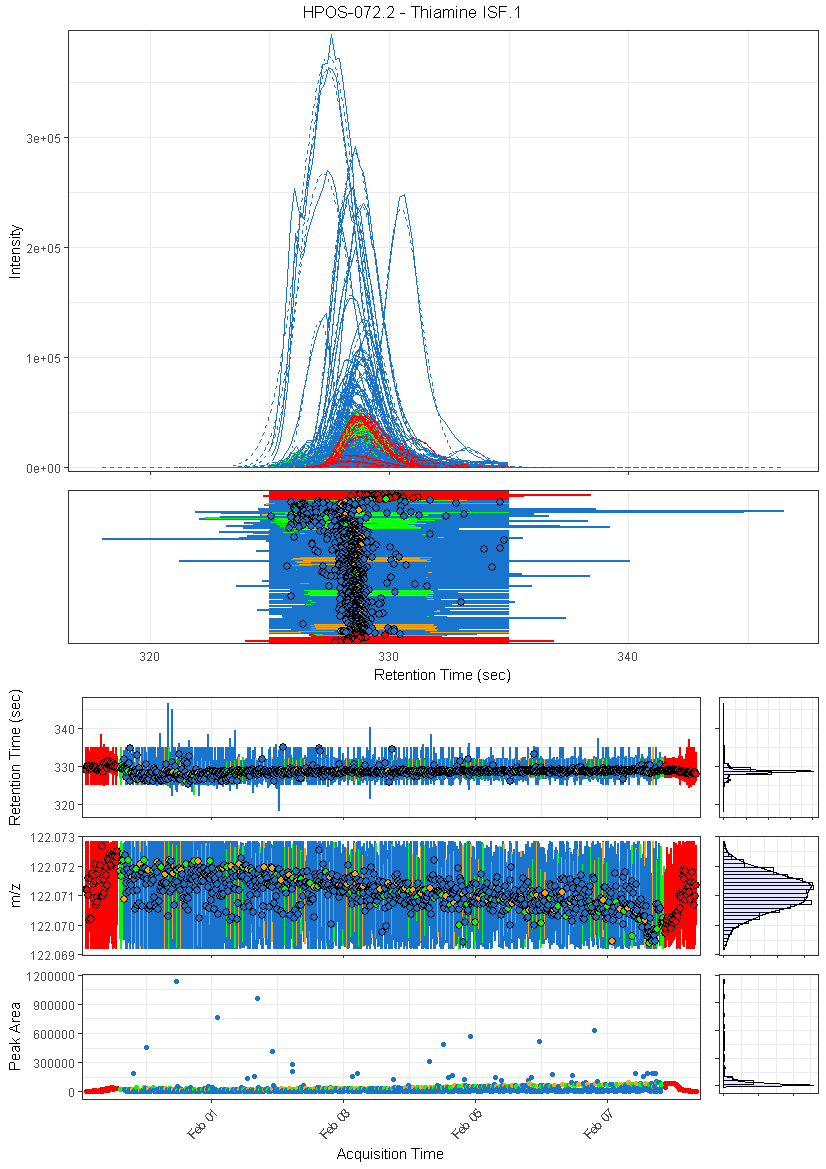 HPOS-072.2 - Thiamine ISF.1
Intensity
3e+05
2e+05
1e+05
0e+00
320
330
340
Retention Time (sec)
Retention Time (sec)
340
330
320
m/z
122.073
122.072
122.071
122.070
122.069
Peak Area
1200000
900000
600000
300000
0
Feb 01
Feb 03
Feb 05
Feb 07
Acquisition Time